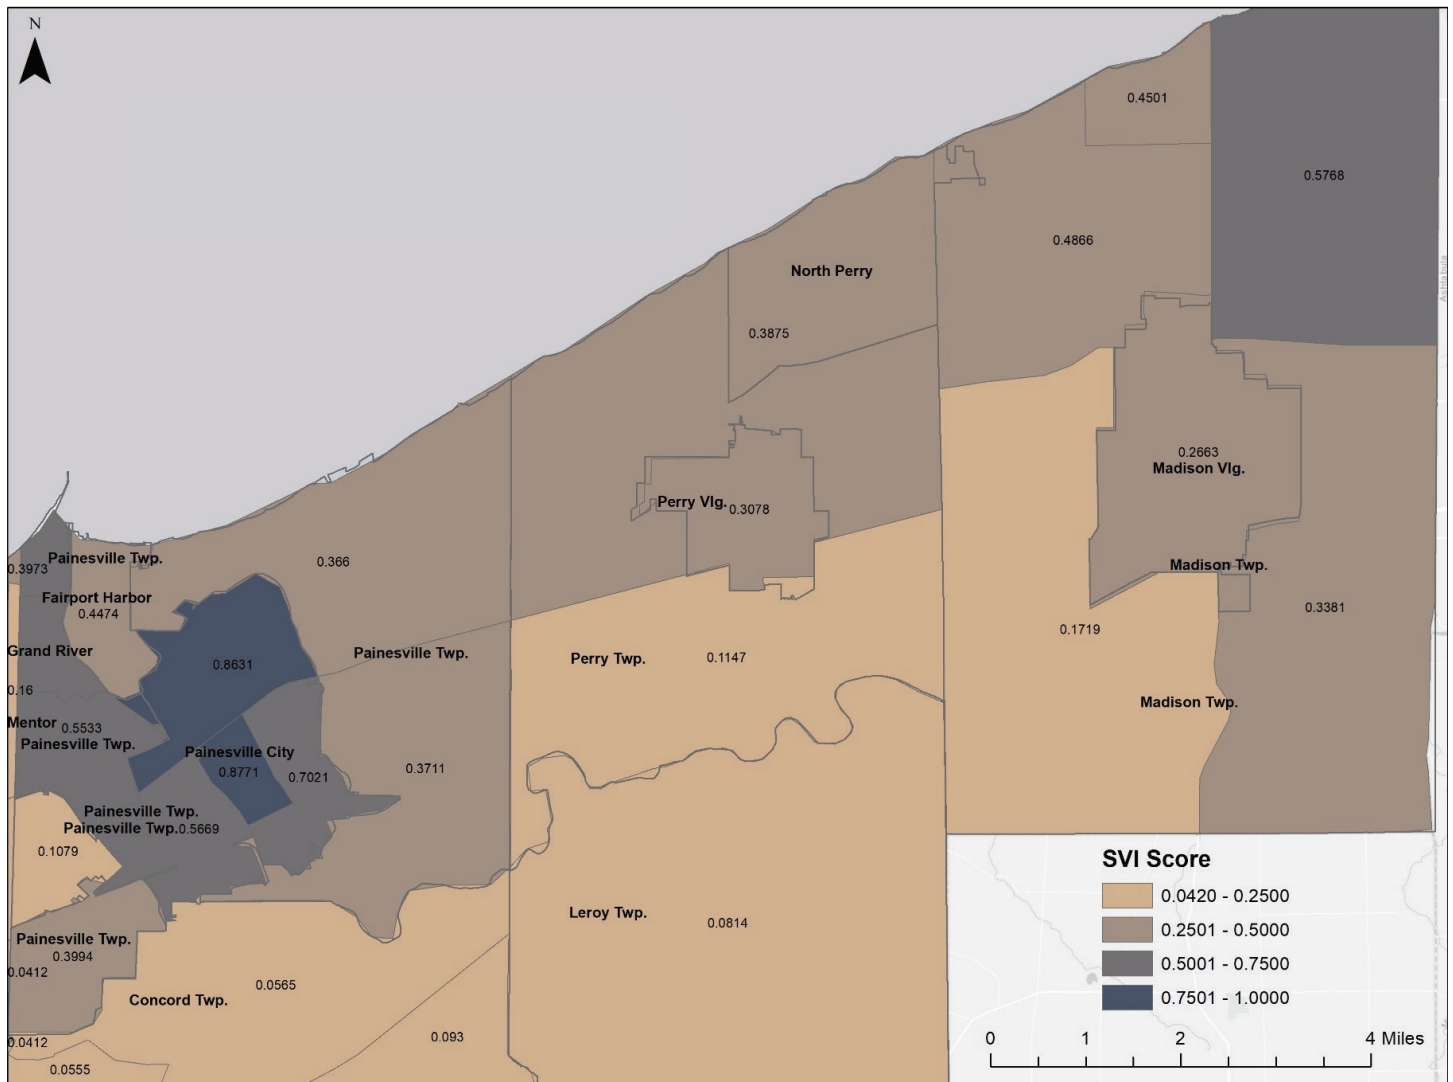 N
0.4501
0.5768
0.4866
North Perry
0.3875
0.2663
Madison Vlg.
Perry Vlg.
0.3078
Painesville Twp.
0.366
0.3973
Madison Twp.
Fairport Harbor
0.4474
0.3381
0.1719
Grand River
0.8631
Painesville Twp.
Perry Twp.
0.1147
0.16
Madison Twp.
Mentor
0.5533
Painesville Twp.
Painesville City
0.8771
0.7021
0.3711
Painesville Twp.
Painesville Twp.
0.5669
0.1079
Leroy Twp.
0.0814
Painesville Twp.
0.3994
0.0412
0.0565
Concord Twp.
0.093
0.0412
0.0555
Ashtabula
SVI Score
0.0420 - 0.2500
0.2501 - 0.5000
0.5001 - 0.7500
0.7501 - 1.0000
0 1 2 4 Miles